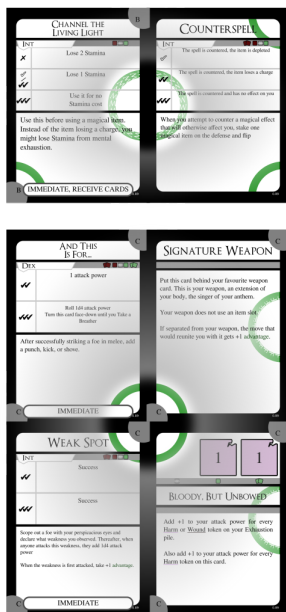 CHANNEL THE
LIVING LIGHT
B
INT
Lose 2 Stamina
Lose 1 Stamina
Use it for no
Stamina cost
Use this before using a magical item.
Instead of the item losing a charge, you
might lose Stamina from mental
exhaustion.
B
IMMEDIATE, RECEIVE CARDS
COUNTERSPELL
INT
The spell is countered, the item is depleted
The spell is countered, the item loses a charge
The spell is countered and has no effect on you
When you attempt to counter a magical effect
that will otherwise affect you, stake one
magical item on the defense and flip
AND THIS
IS FOR...
C
DEX
1 attack power
Roll 1d4 attack power
Turn this card face-down until you Take a
Breather
After successfully striking a foe in melee, add
a punch, kick, or shove.
C
IMMEDIATE
SIGNATURE WEAPON
C
Put this card behind your favourite weapon
card. This is your weapon, an extension of
your body, the singer of your anthem.
Your weapon does not use an item slot.
If separated from your weapon, the move that
would reunite you with it gets +1 advantage.
C
WEAK SPOT
C
INT
Success
Success
Scope out a foe with your perspicacious eyes and
declare what weakness you observed. Thereafter, when
anyone attacks this weakness, they add 1d4 attack
power
When the weakness is first attacked, take +1 advantage.
C
IMMEDIATE
C
1
1
BLOODY, BUT UNBOWED
Add +1 to your attack power for every
Harm or Wound token on your Exhaustion
pile.
Also add +1 to your attack power for every
Harm token on this card.
C